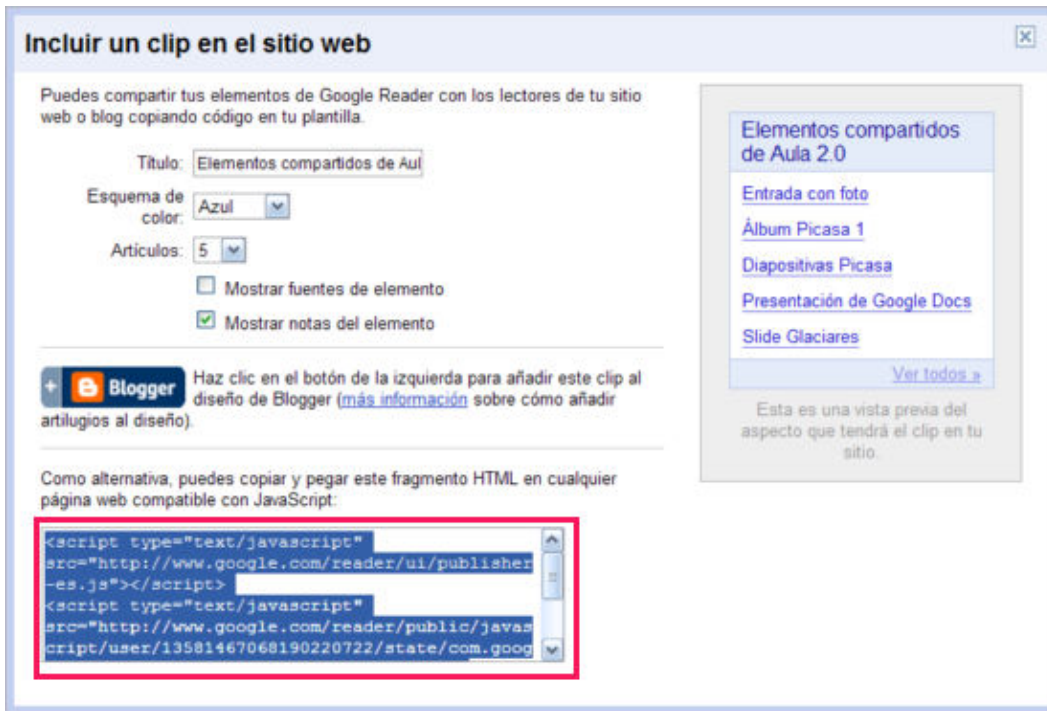 Incluir un clip en el sitio web
Puedes compartir tus elementos de Google Reader con los lectores de tu sitio
web o blog copiando código en tu plantilla.
Título: Elementos compartidos de Aul
Esquema de
color: Azul
Artículos: 5
Mostrar fuentes de elemento
Mostrar notas del elemento
+ Blogger Haz clic en el botón de la izquierda para añadir este clip al
diseño de Blogger (más información sobre cómo añadir
artilugios al diseño).
Como alternativa, puedes copiar y pegar este fragmento HTML en cualquier
página web compatible con JavaScript:
<script type="text/javascript"
src="http://www.google.com/reader/ui/publisher
-es.js"></script>
<script type="text/javascript"
src="http://www.google.com/reader/public/javas
cript/user/13581467068190220722/state/com.goog
Elementos compartidos
de Aula 2.0
Entrada con foto
Álbum Picasa 1
Diapositivas Picasa
Presentación de Google Docs
Slide Glaciares
Ver todos »
Esta es una vista previa del
aspecto que tendrá el clip en tu
sitio.